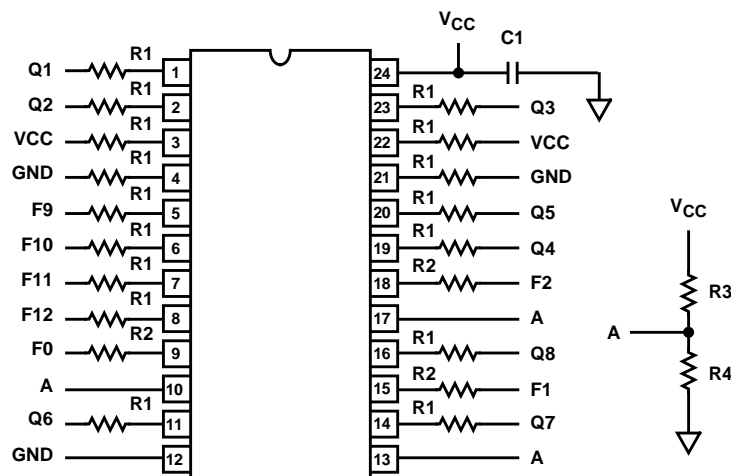 VCC C1
Q1 R1 1 24
Q2 R1 2 23 R1 Q3
VCC R1 3 22 R1 VCC
GND R1 4 21 R1 GND
F9 R1 5 20 R1 Q5
F10 R1 6 19 R1 Q4
F11 R1 7 18 R2 F2
F12 R1 8 17 A
F0 R2 9 16 R1 Q8
A 10 15 R2 F1
Q6 R1 11 14 R1 Q7
GND 12 13 A
VCC
R3
A
R4